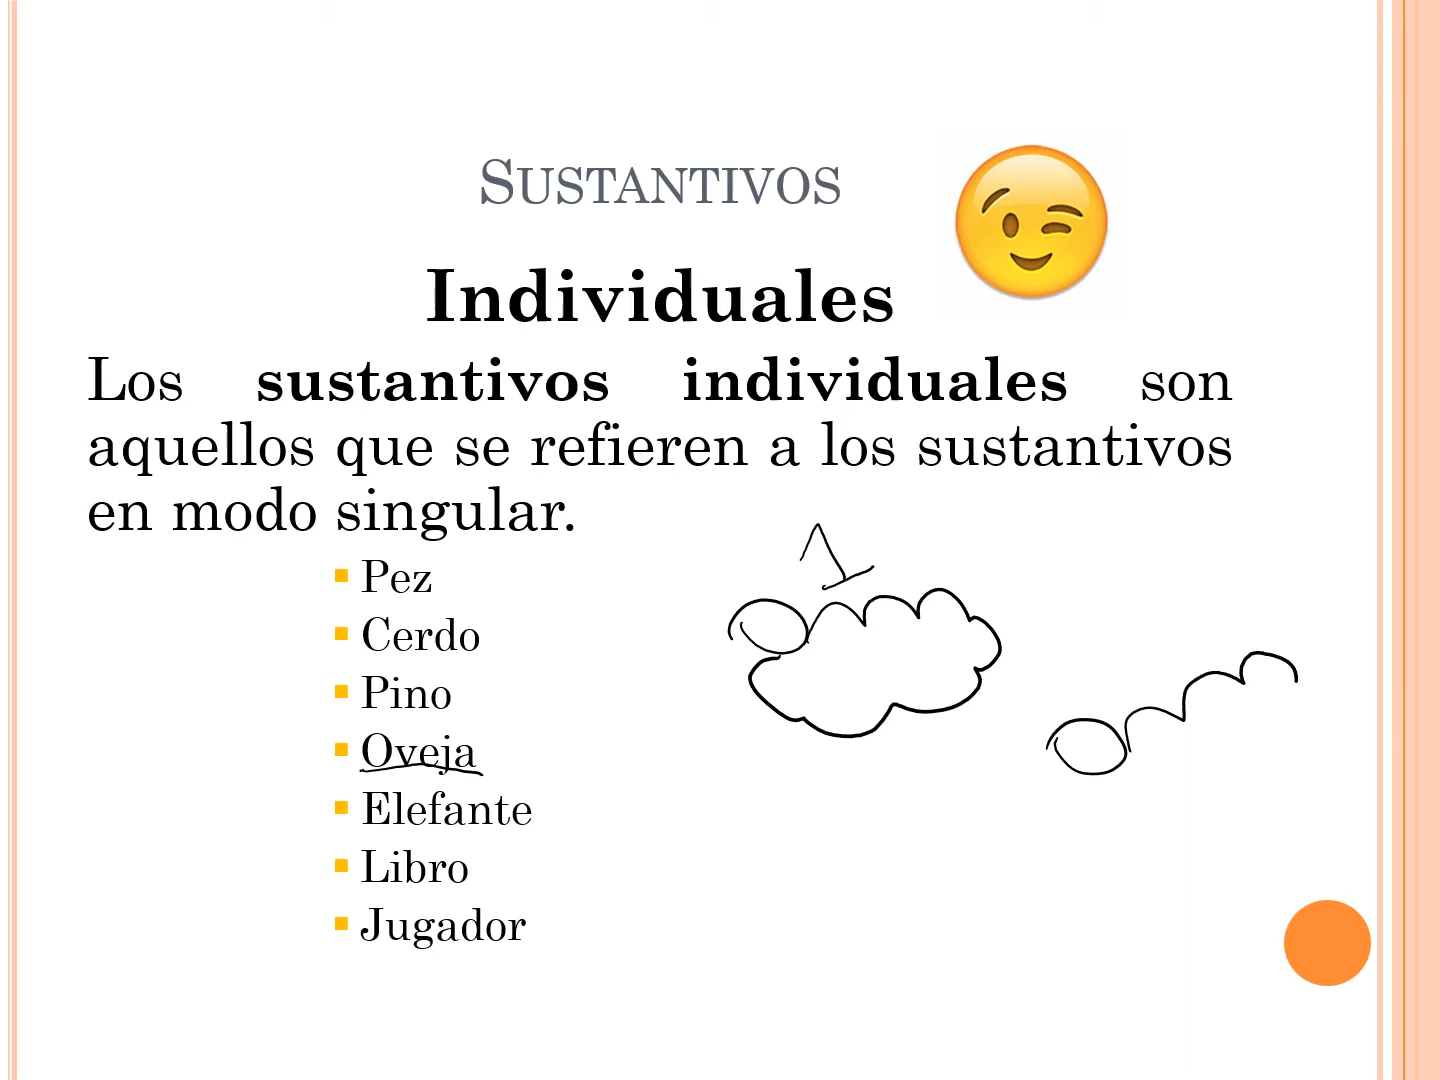 Sustantivos
Individuales
Los sustantivos individuales son
aquellos que se refieren a los sustantivos
en modo singular.
Pez
Cerdo
Pino
Oveja
Elefante
Libro
Jugador
1